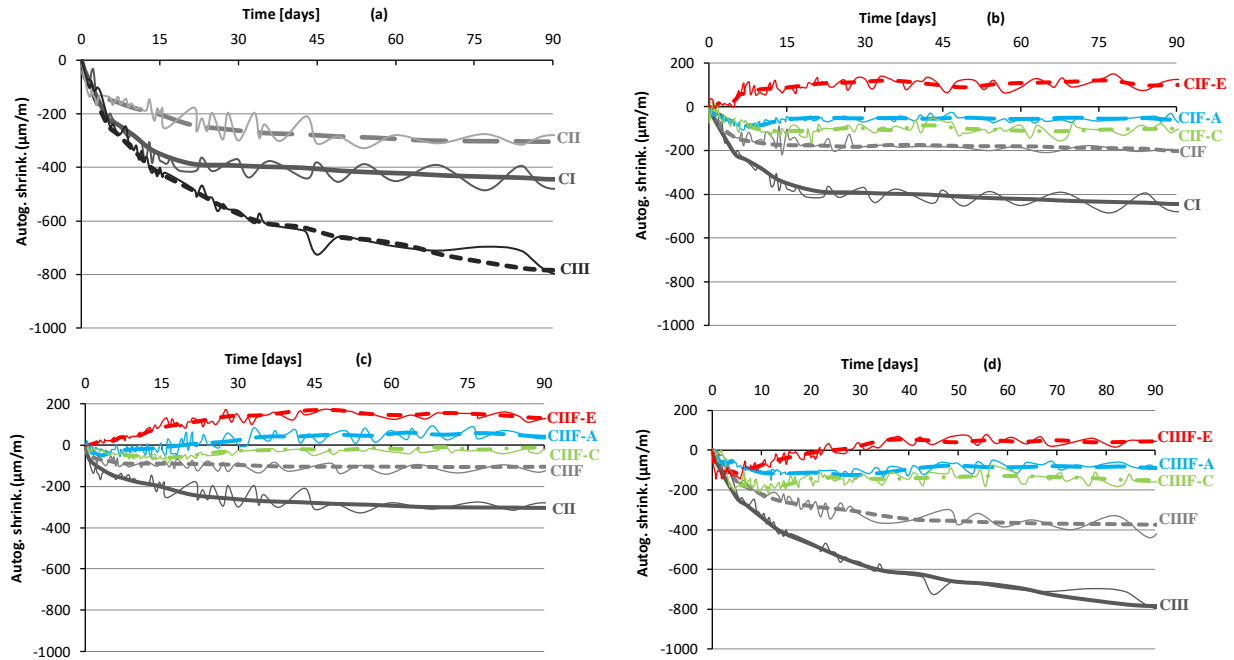 Time [days] (a)
0 15 30 45 60 75 90
0
-200
-400
-600
-800
-1000
Autog. shrink. (µm/m)
CII
CI
CIII
Time [days] (b)
0 15 30 45 60 75 90
200
0
-200
-400
-600
-800
-1000
Autog. shrink. (µm/m)
CIF-E
CIF-A
CIF-C
CIF
CI
Time [days] (c)
0 15 30 45 60 75 90
200
0
-200
-400
-600
-800
-1000
Autog. shrink. (µm/m)
CIIF-E
CIIF-A
CIIF-C
CIIF
CII
Time [days] (d)
0 10 20 30 40 50 60 70 80 90
200
0
-200
-400
-600
-800
-1000
Autog. shrink. (µm/m)
CIIIF-E
CIIIF-A
CIIIF-C
CIIIF
CIII